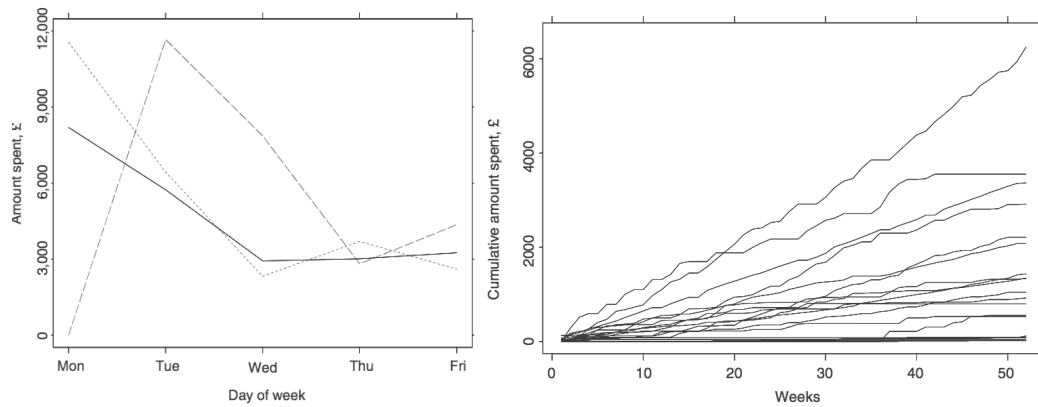 12,000
9,000
6,000
3,000
0
Amount spent, £
Mon Tue Wed Thu Fri
Day of week
6000
4000
2000
0
Cumulative amount spent, £
0 10 20 30 40 50
Weeks